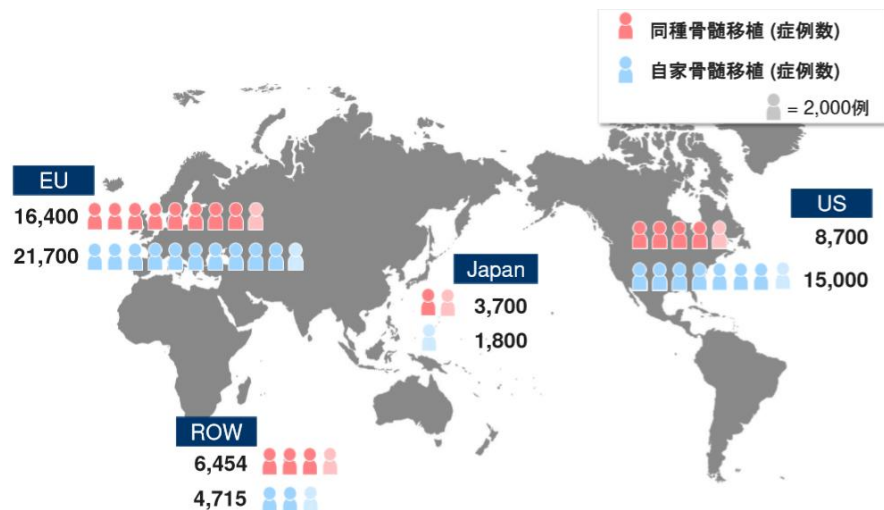 同種骨髄移植 (症例数)
自家骨髄移植 (症例数)
= 2,000例
EU
16,400
21,700
US
8,700
15,000
Japan
3,700
1,800
ROW
6,454
4,715